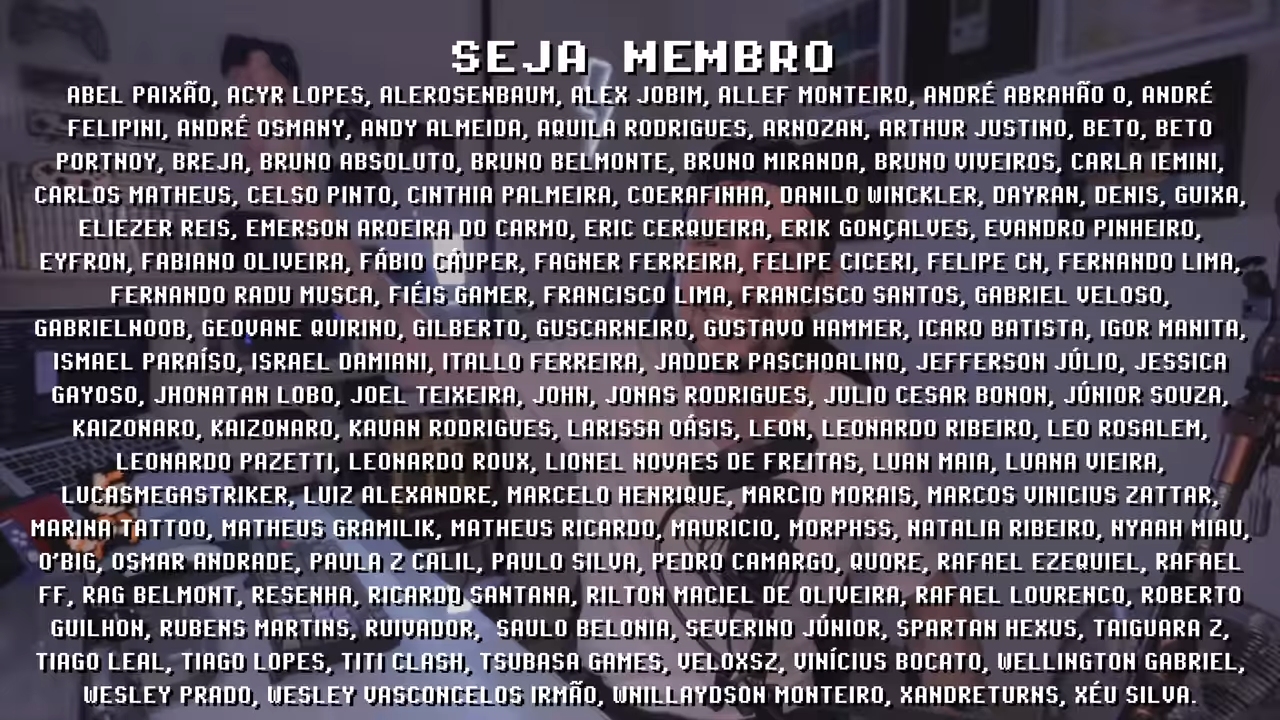 SEJA MEMBRO
ABEL PAIXÃO, ACYR LOPES, ALEROSENBAUM, ALEX JOBIM, ALLEF MONTEIRO, ANDRÉ ABRAHÃO O, ANDRÉ
FELIPINI, ANDRÉ OSMANY, ANDY ALMEIDA, AQUILA RODRIGUES, ARNOZAN, ARTHUR JUSTINO, BETO, BETO
PORTNOY, BREJA, BRUNO ABSOLUTO, BRUNO BELMONTE, BRUNO MIRANDA, BRUNO VIVEIROS, CARLA IEMINI,
CARLOS MATHEUS, CELSO PINTO, CINTHIA PALMEIRA, COERAFINHA, DANILO WINCKLER, DAYRAN, DENIS, GUIXA,
ELIEZER REIS, EMERSON AROEIRA DO CARMO, ERIC CERQUEIRA, ERIK GONÇALVES, EVANDRO PINHEIRO,
EYFRON, FABIANO OLIVEIRA, FÁBIO CÁUPER, FAGNER FERREIRA, FELIPE CICERI, FELIPE CN, FERNANDO LIMA,
FERNANDO RADU MUSCA, FIÉIS GAMER, FRANCISCO LIMA, FRANCISCO SANTOS, GABRIEL VELOSO,
GABRIELNOOB, GEOVANE QUIRINO, GILBERTO, GUSCARNEIRO, GUSTAVO HAMMER, ICARO BATISTA, IGOR MANITA,
ISMAEL PARAÍSO, ISRAEL DAMIANI, ITALLO FERREIRA, JADDER PASCHOALINO, JEFFERSON JÚLIO, JESSICA
GAYOSO, JHONATAN LOBO, JOEL TEIXEIRA, JOHN, JONAS RODRIGUES, JULIO CESAR BONON, JÚNIOR SOUZA,
KAIZONARO, KAIZONARO, KAUAN RODRIGUES, LARISSA OÁSIS, LEON, LEONARDO RIBEIRO, LEO ROSALEM,
LEONARDO PAZETTI, LEONARDO ROUX, LIONEL NOVAES DE FREITAS, LUAN MAIA, LUANA VIEIRA,
LUCASMEGASTRIKER, LUIZ ALEXANDRE, MARCELO HENRIQUE, MARCIO MORAIS, MARCOS VINICIUS ZATTAR,
MARINA TATTOO, MATHEUS GRAMILIK, MATHEUS RICARDO, MAURICIO, MORPHSS, NATALIA RIBEIRO, NYAAH MIAU,
O'BIG, OSMAR ANDRADE, PAULA Z CALIL, PAULO SILVA, PEDRO CAMARGO, QUORE, RAFAEL EZEQUIEL, RAFAEL
FF, RAG BELMONT, RESENHA, RICARDO SANTANA, RILTON MACIEL DE OLIVEIRA, RAFAEL LOURENCO, ROBERTO
GUILHON, RUBENS MARTINS, RUIVADOR, SAULO BELONIA, SEVERINO JÚNIOR, SPARTAN HEXUS, TAIGUARA Z,
TIAGO LEAL, TIAGO LOPES, TITI CLASH, TSUBASA GAMES, VELOXSZ, VINÍCIUS BOCATO, WELLINGTON GABRIEL,
WESLEY PRADO, WESLEY VASCONCELOS IRMÃO, WNILLAYDSON MONTEIRO, XANDRETURNS, XÉU SILVA.